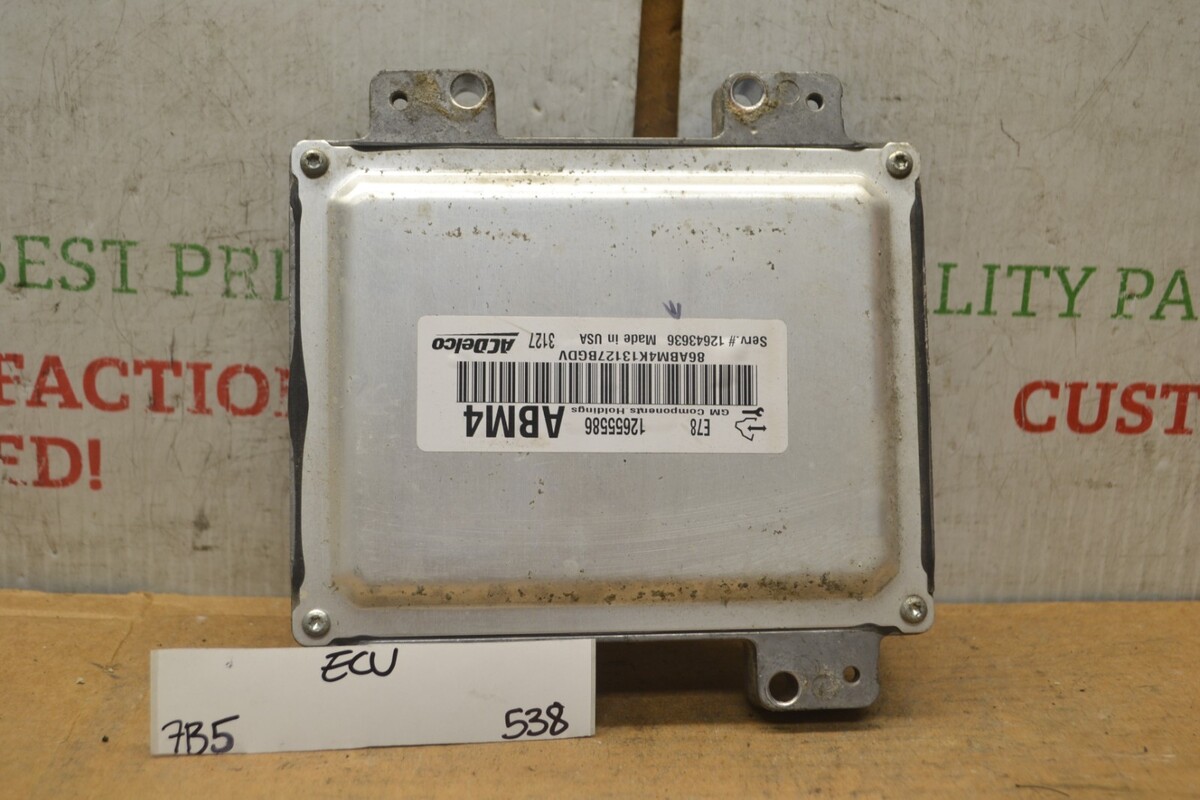 BEST PRI
LITY PA
FACTION
CUST
ED!
E78 12655586 ABM4
GM Components Holdings
86ABM4K13127BGDV
Serv.# 12643636 Made in USA 3127 ACDelco
ECU
7B5 538